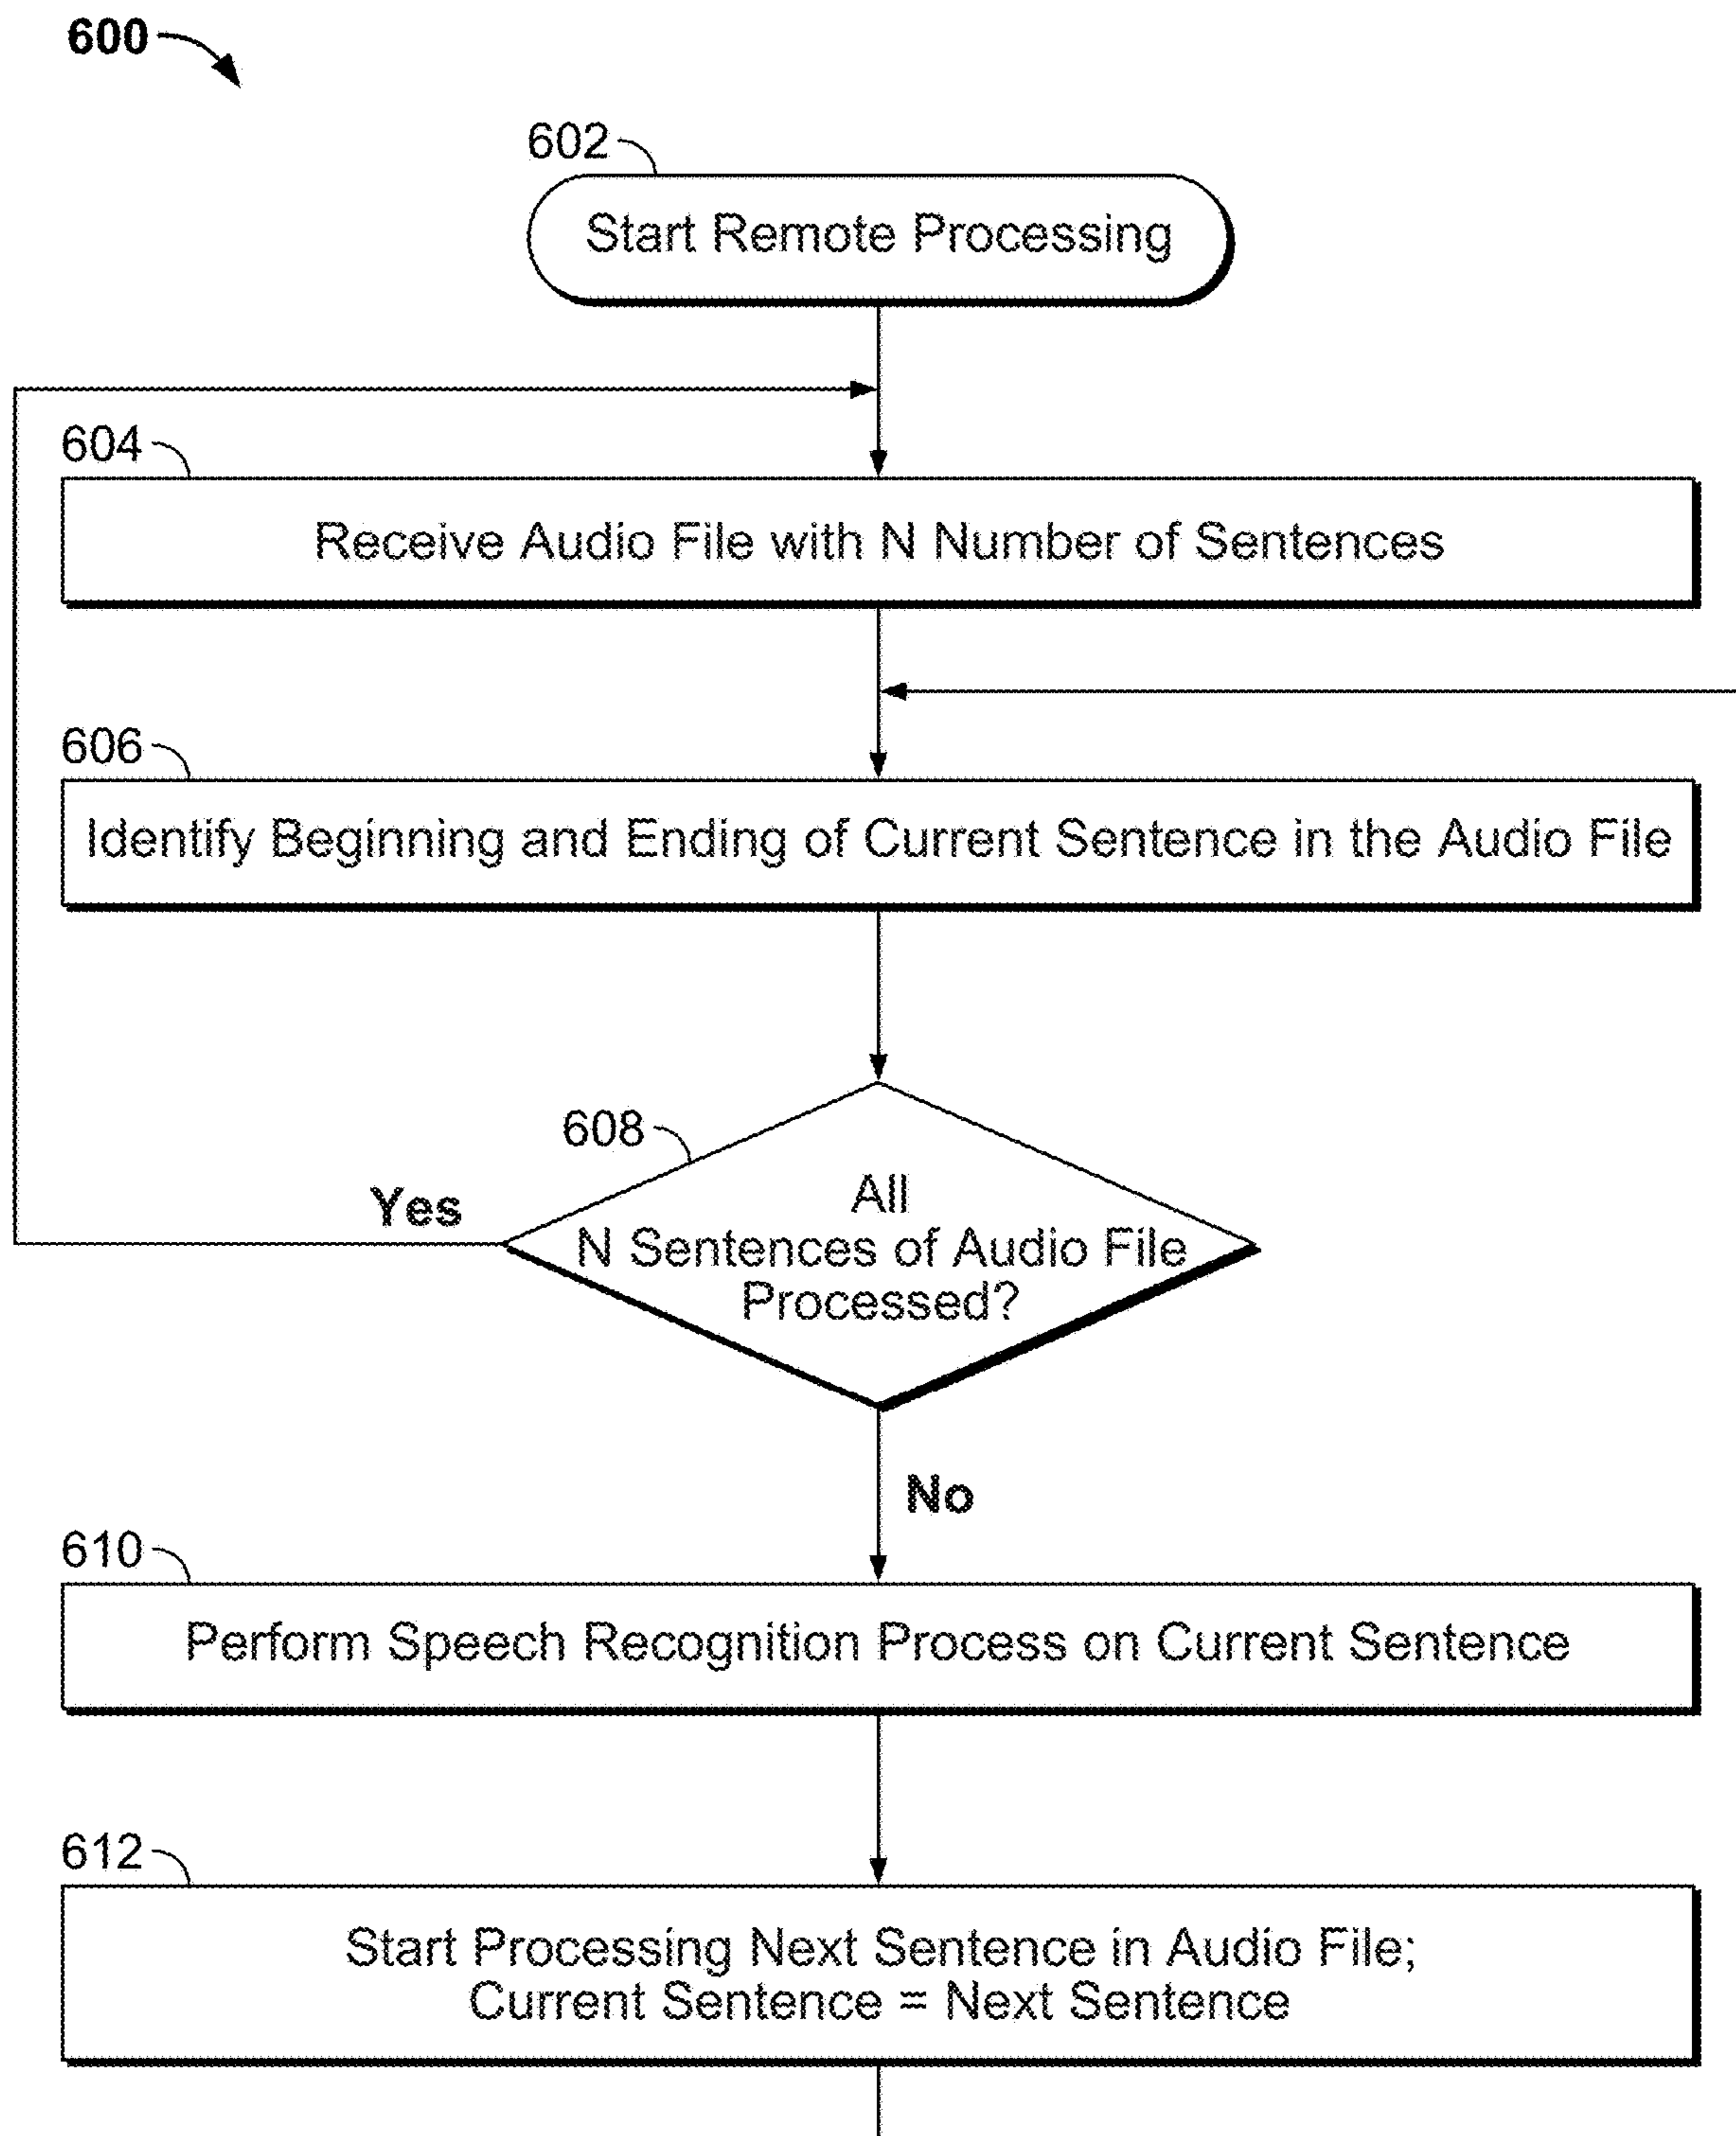 600
602
Start Remote Processing
604
Receive Audio File with N Number of Sentences
606
Identify Beginning and Ending of Current Sentence in the Audio File
608
All
N Sentences of Audio File
Processed?
Yes
No
610
Perform Speech Recognition Process on Current Sentence
612
Start Processing Next Sentence in Audio File;
Current Sentence = Next Sentence